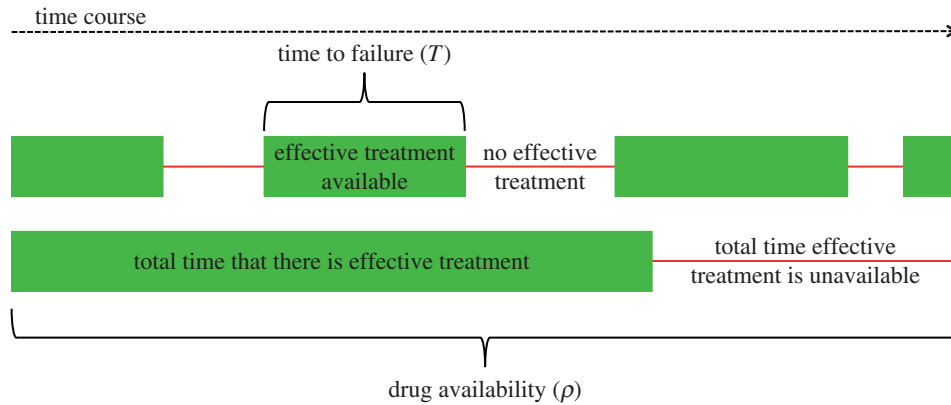 time course
time to failure (T)
effective treatment
available
no effective
treatment
total time that there is effective treatment
total time effective
treatment is unavailable
drug availability (ρ)